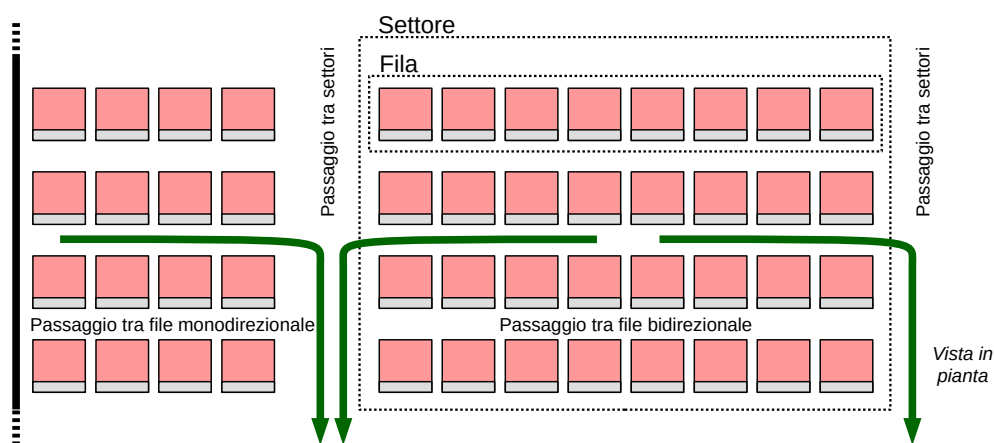 Settore
Fila
Passaggio tra settori
Passaggio tra settori
Passaggio tra file monodirezionale
Passaggio tra file bidirezionale
Vista in
pianta